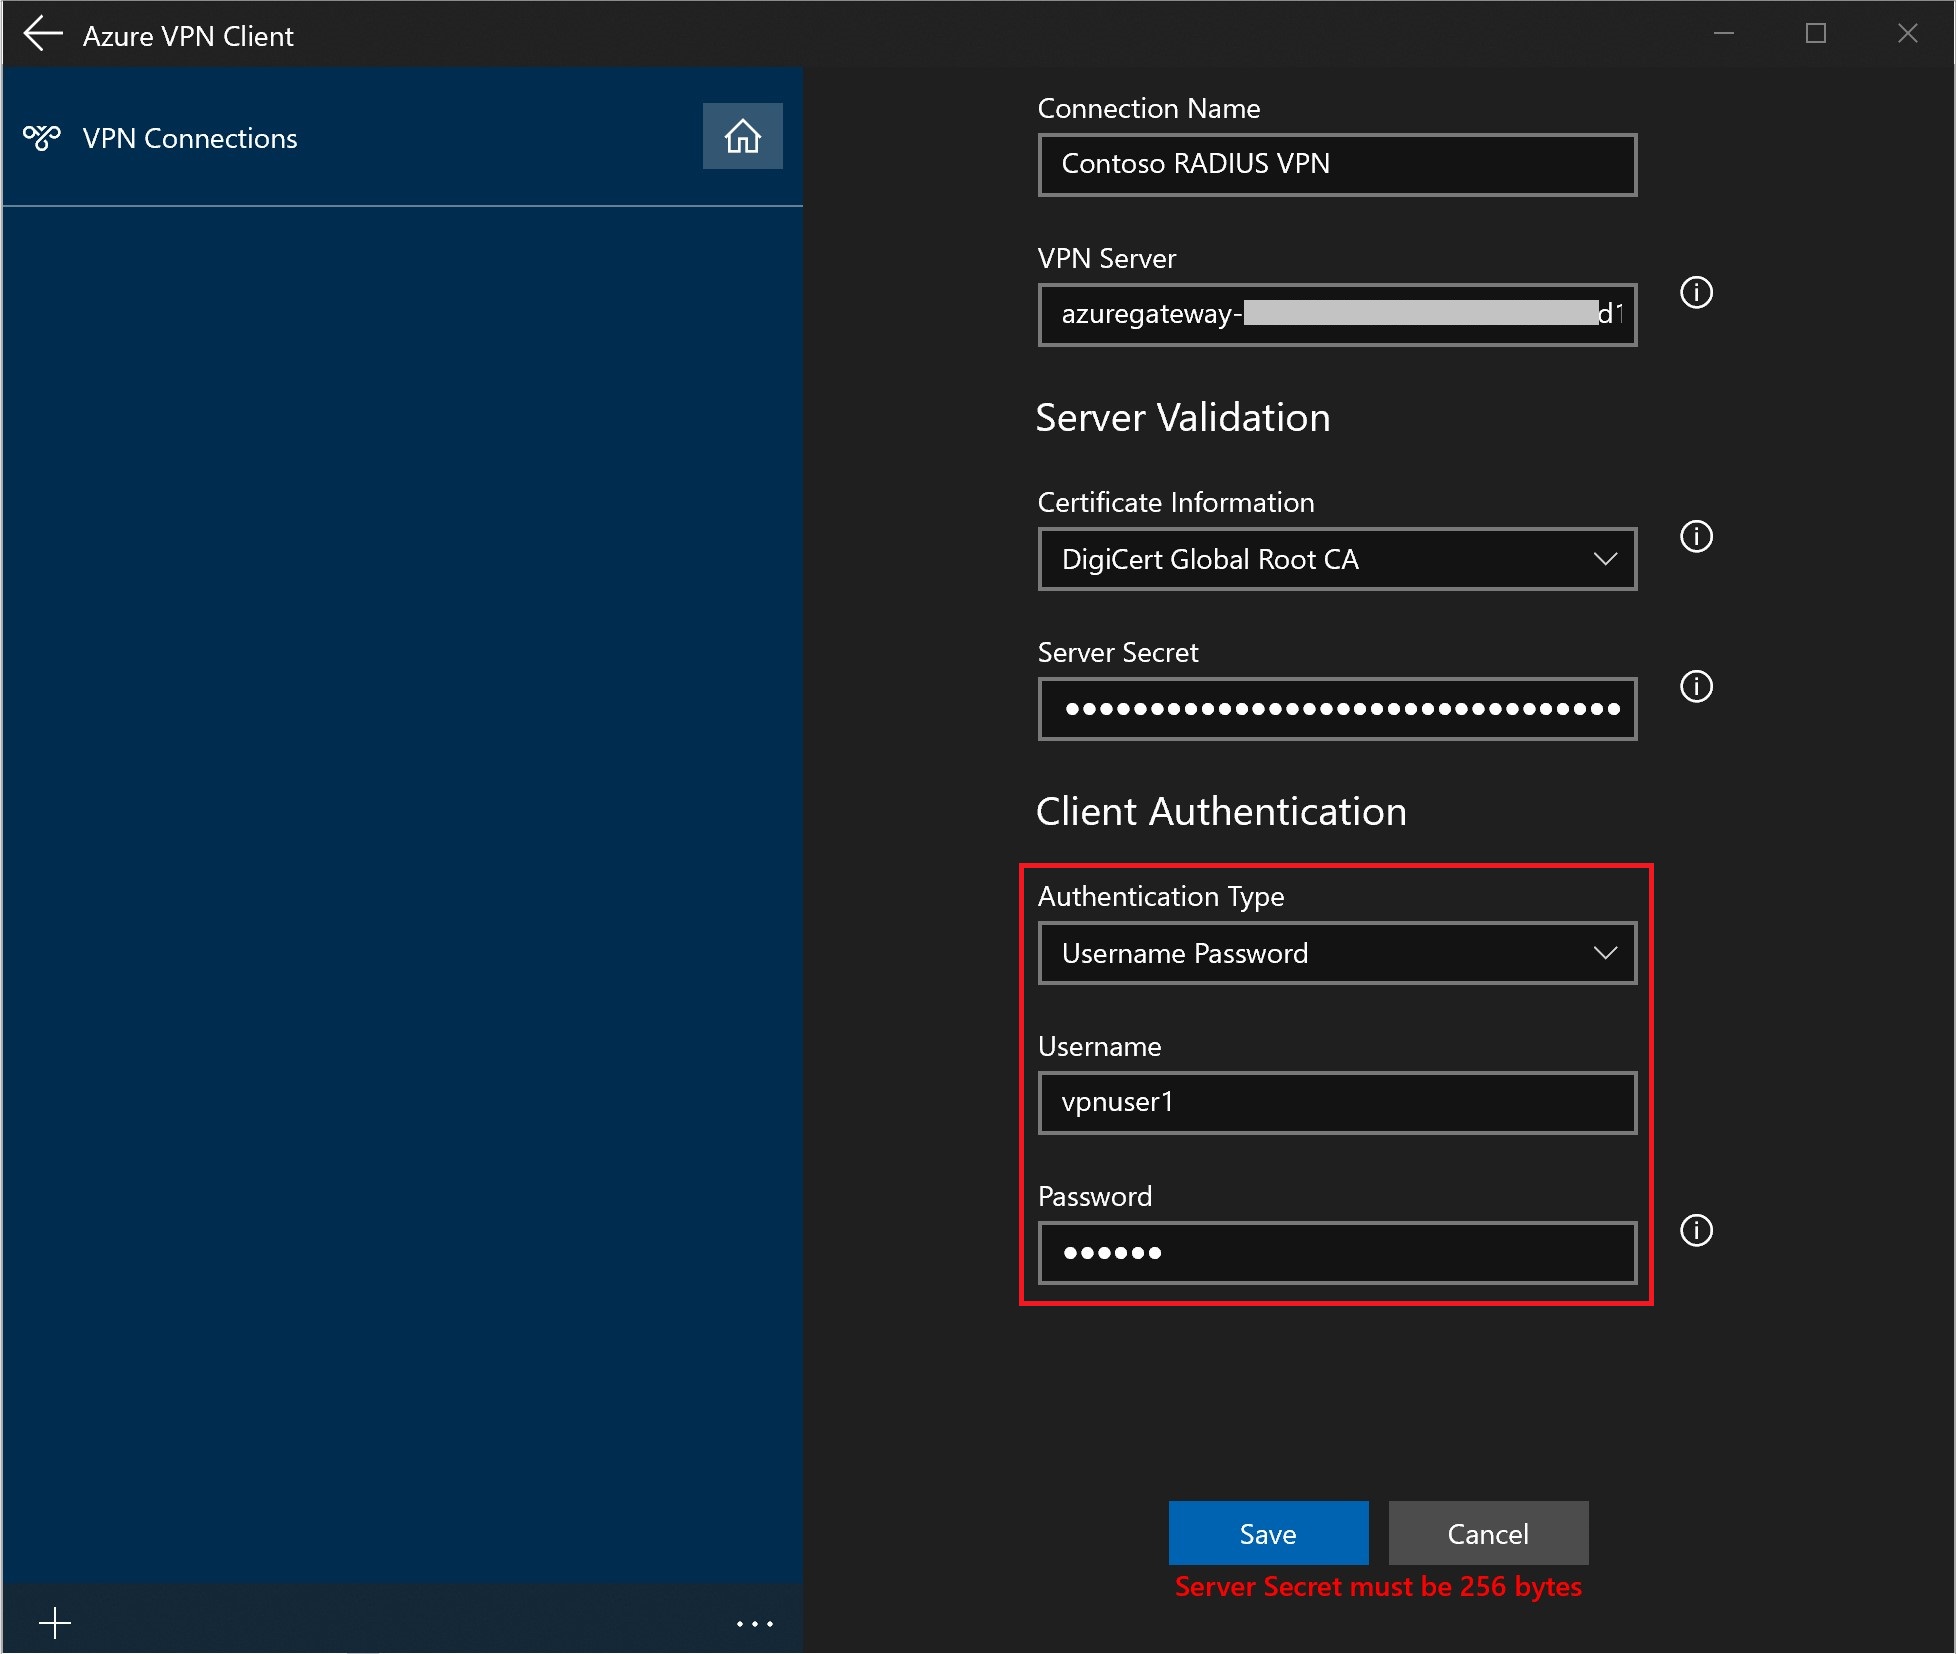 Azure VPN Client
VPN Connections
Connection Name
Contoso RADIUS VPN
VPN Server
azuregateway- d1
Server Validation
Certificate Information
DigiCert Global Root CA
Server Secret
Client Authentication
Authentication Type
Username Password
Username
vpnuser1
Password
Save
Cancel
Server Secret must be 256 bytes